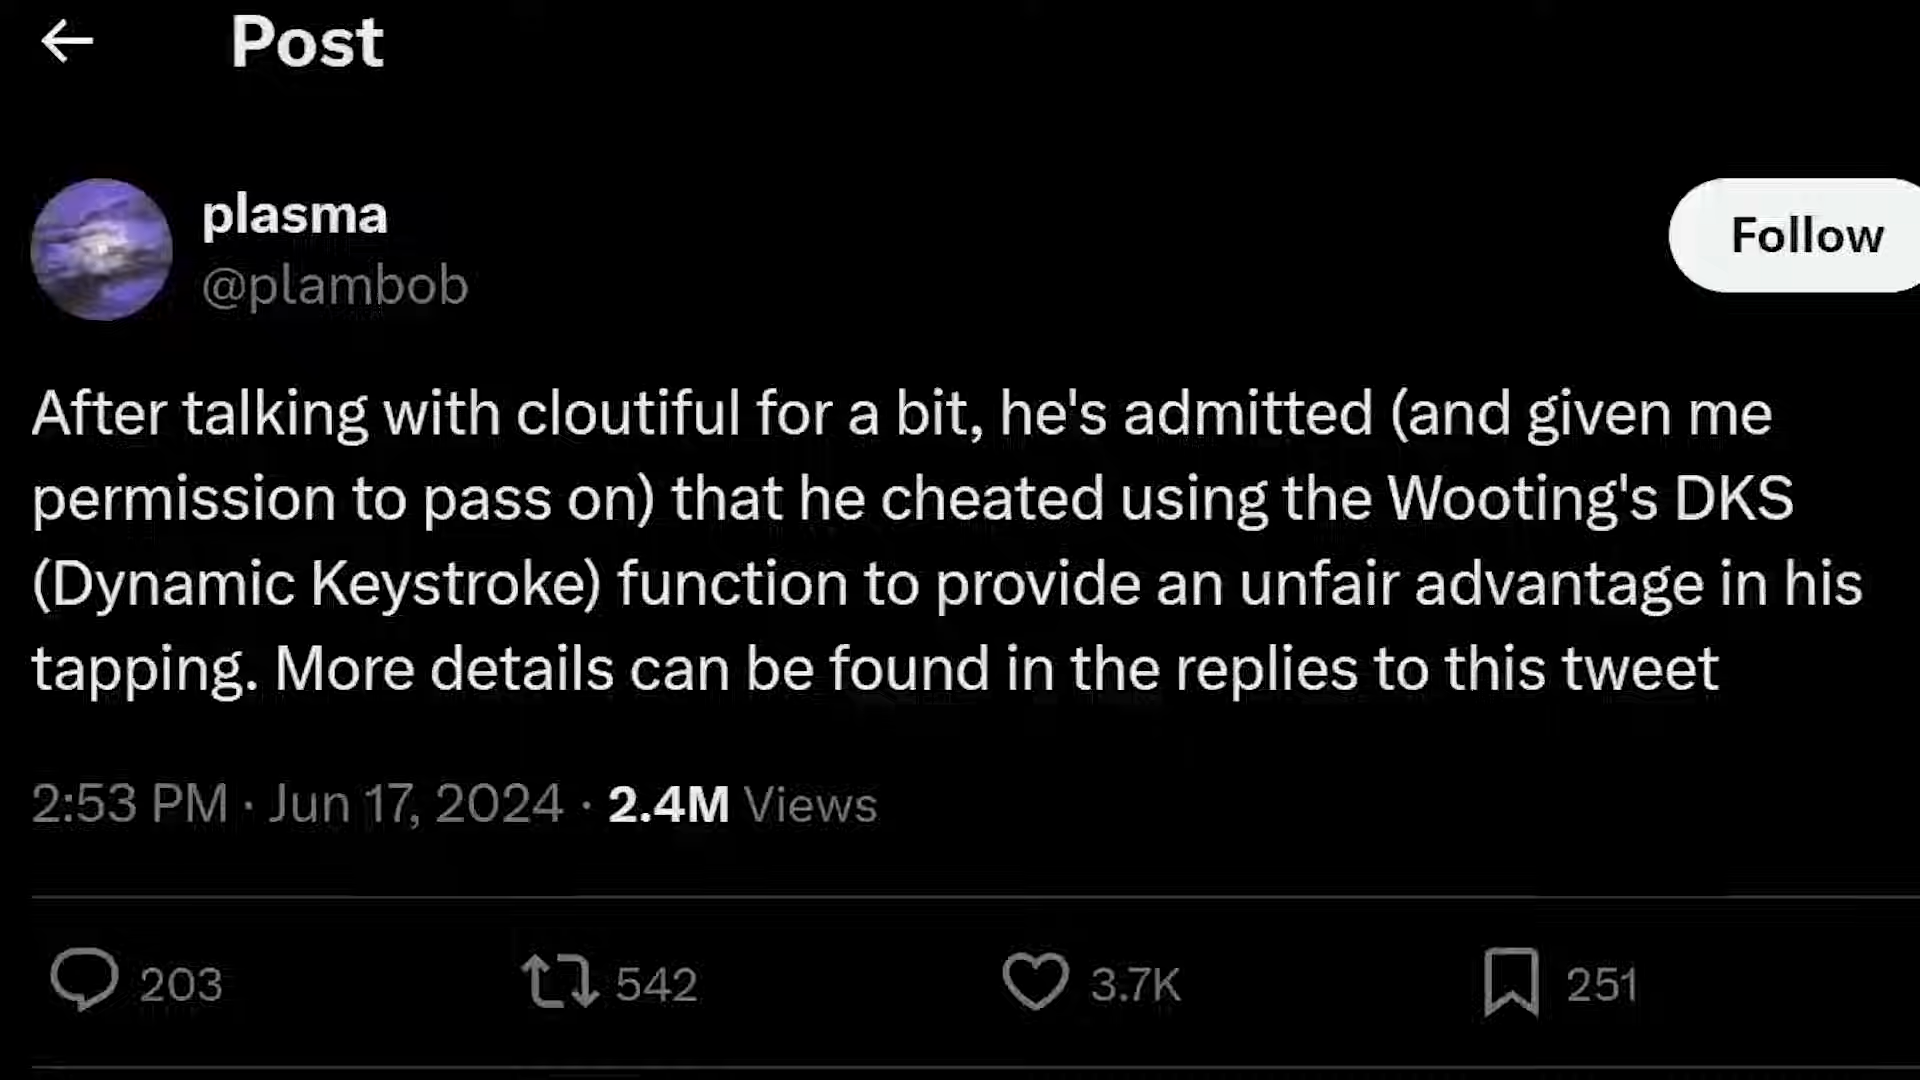 Post
plasma
@plambob
Follow
After talking with cloutiful for a bit, he's admitted (and given me
permission to pass on) that he cheated using the Wooting's DKS
(Dynamic Keystroke) function to provide an unfair advantage in his
tapping. More details can be found in the replies to this tweet
2:53 PM · Jun 17, 2024 · 2.4M Views
203 542 3.7K 251